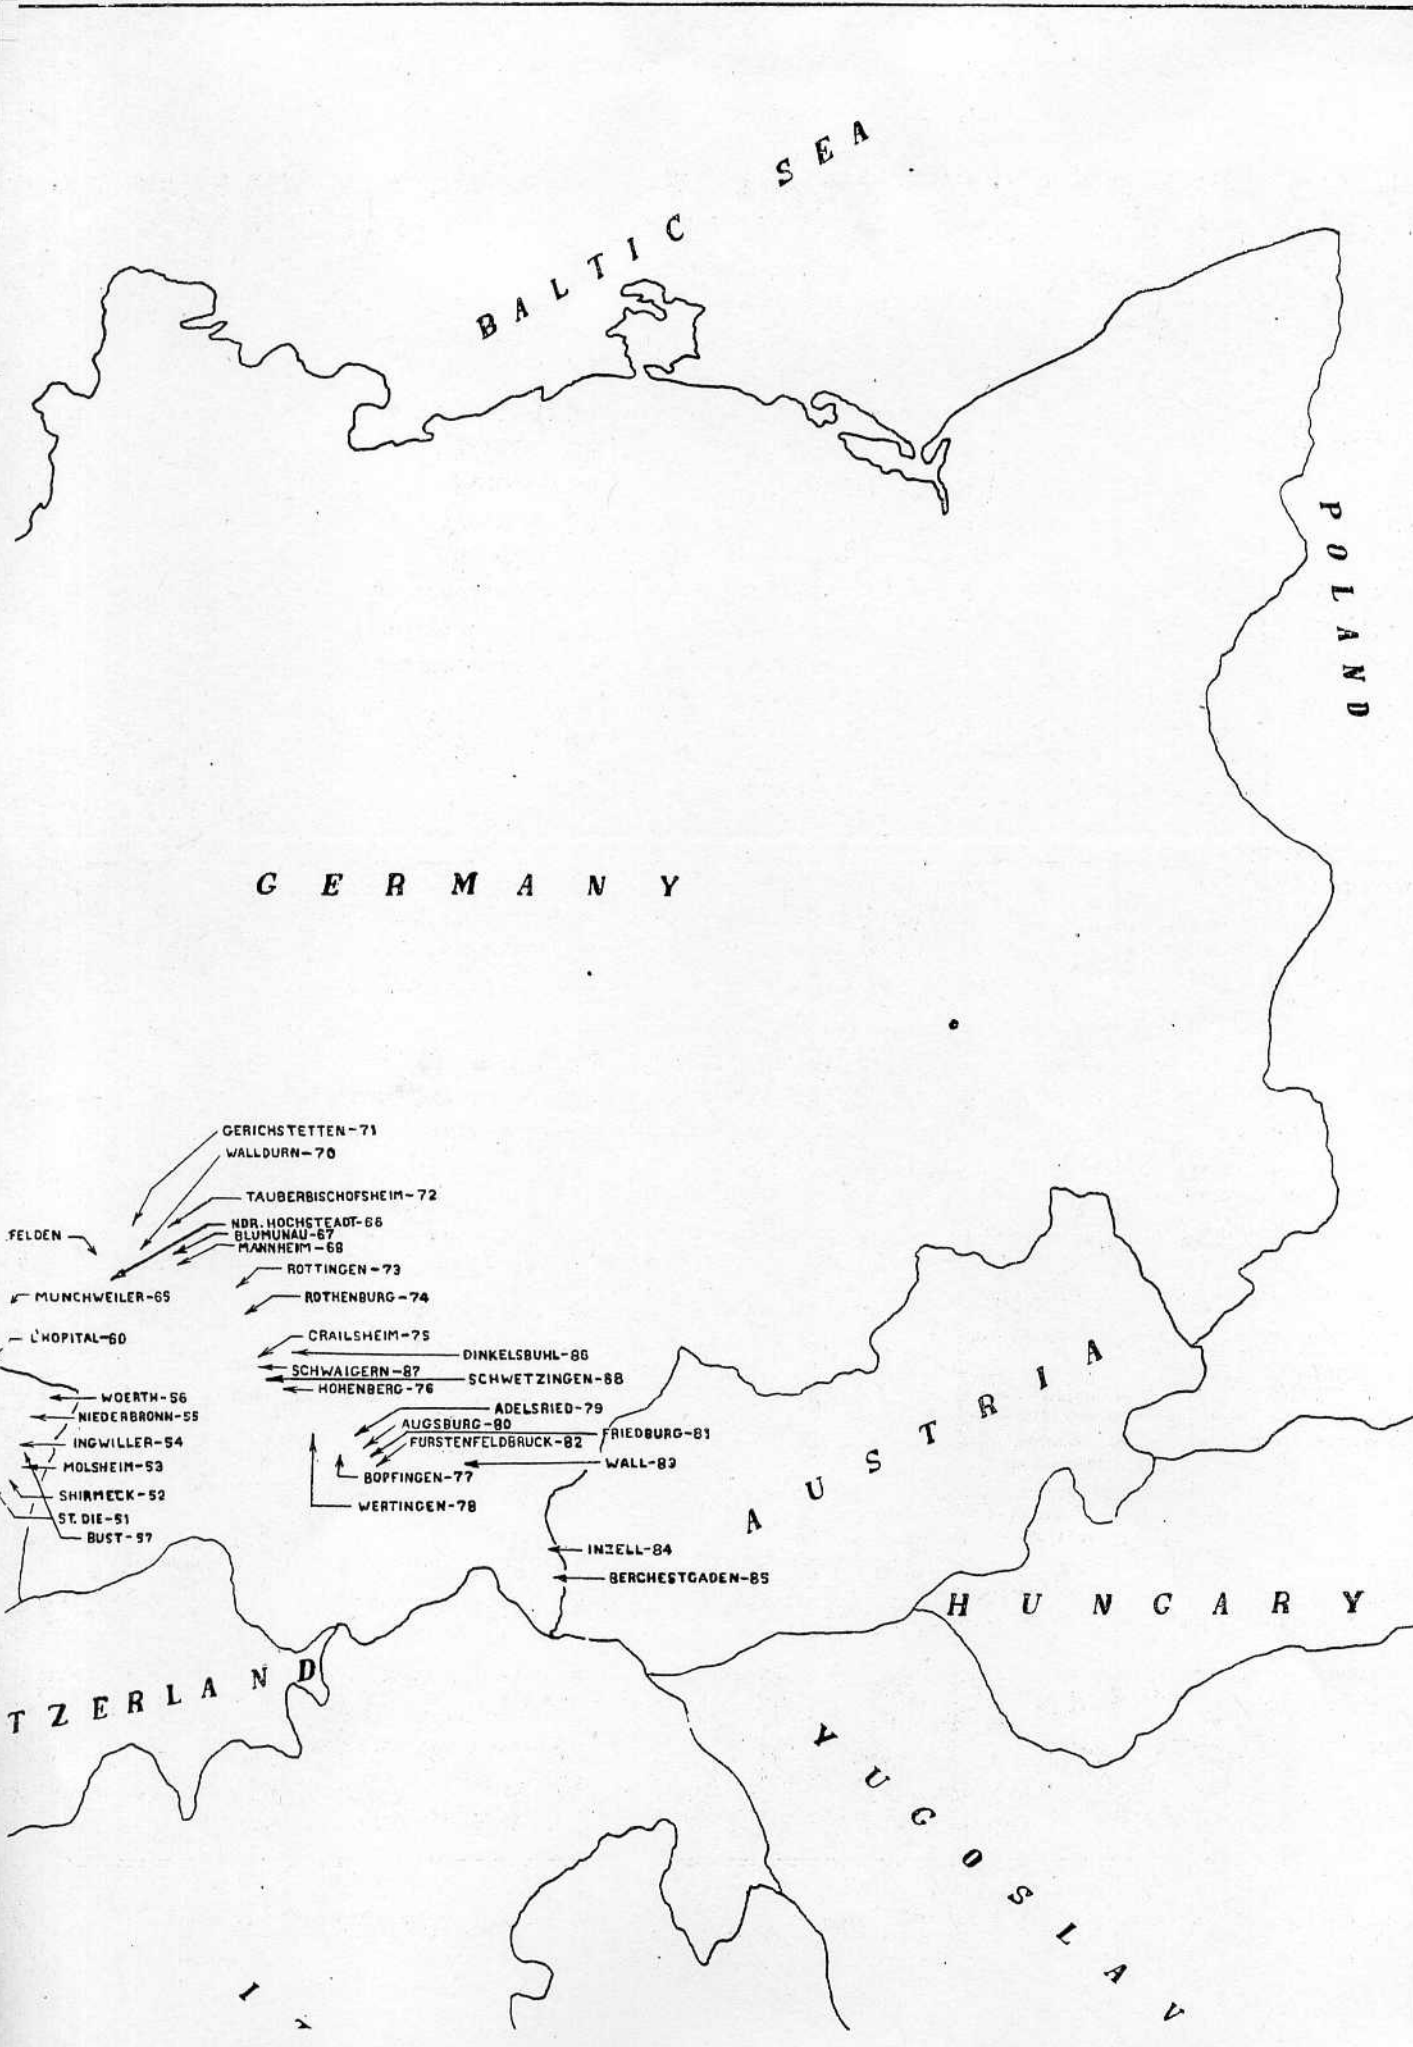 BALTIC SEA
POLAND
GERMANY
GERICHSTETTEN-71
WALLDURN-70
TAUBERBISCHOFSHEIM-72
NDR. HOCHSTEADT-66
FELDEN
BLUMUNAU-67
MANNHEIM-68
ROTTINGEN-73
MUNCHWEILER-65
ROTHENBURG-74
L'HOPITAL-60
CRAILSHEIM-75
DINKELSBUHL-86
SCHWAIGERN-87
SCHWETZINGEN-88
HOHENBERG-76
WOERTH-56
ADELSRIED-79
NIEDERBRONN-55
AUGSBURG-80
FRIEDBURG-81
INGWILLER-54
FURSTENFELDBRUCK-82
MOLSHEIM-53
WALL-83
BOPFINGEN-77
SHIRMECK-52
WERTINGEN-78
ST. DIE-51
BUST-57
INZELL-84
BERCHESTGADEN-85
AUSTRIA
HUNGARY
TZERLAND
YUGOSLAV
I